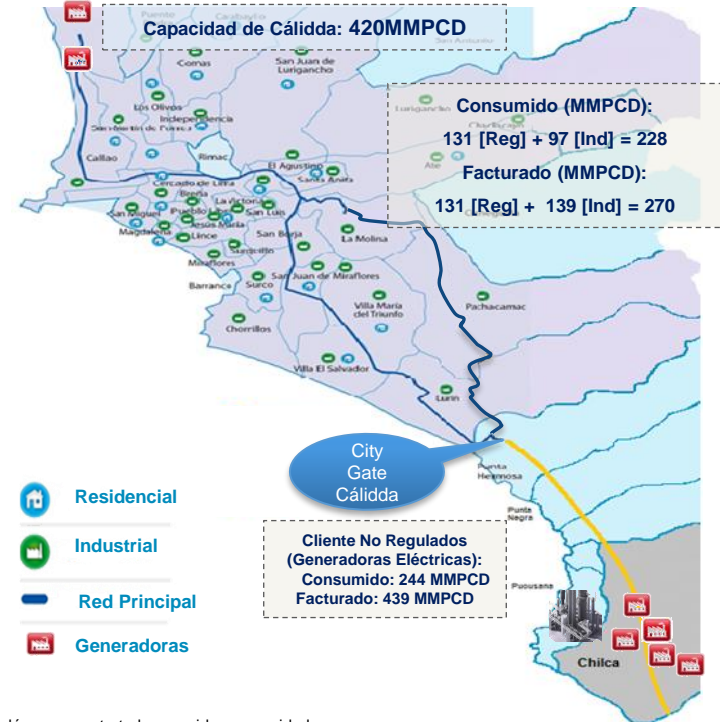 Capacidad de Cálidda: 420MMPCD
Comas
San Juan de
Lurigancho
Consumido (MMPCD):
131 [Reg] + 97 [Ind] = 228
Facturado (MMPCD):
131 [Reg] + 139 [Ind] = 270
Los Olivos
Independencia
Callao
Rimac
El Agustino
Santa Anita
Ate
Cercado de Lima
Breña
La Victoria
San Miguel
Pueblo
San Luis
Jesús María
Magdalena
Lince
San Borja
La Molina
Surquillo
Miraflores
San Juan de Miraflores
Barranco
Surco
Villa María
del Triunfo
Pachacamac
Chorrillos
Villa El Salvador
Lurin
City
Gate
Cálidda
Punta
Hermosa
Residencial
Punta
Negra
Industrial
Cliente No Regulados
(Generadoras Eléctricas):
Consumido: 244 MMPCD
Facturado: 439 MMPCD
Red Principal
Generadoras
Chilca